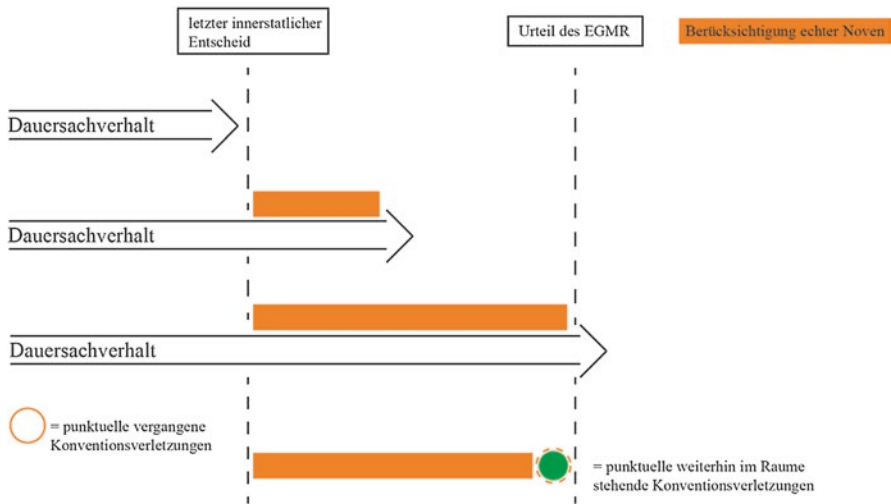 letzter innerstatlicher
Entscheid
Urteil des EGMR
Berücksichtigung echter Noven
Dauersachverhalt
Dauersachverhalt
Dauersachverhalt
= punktuelle vergangene
Konventionsverletzungen
= punktuelle weiterhin im Raume
stehende Konventionsverletzungen